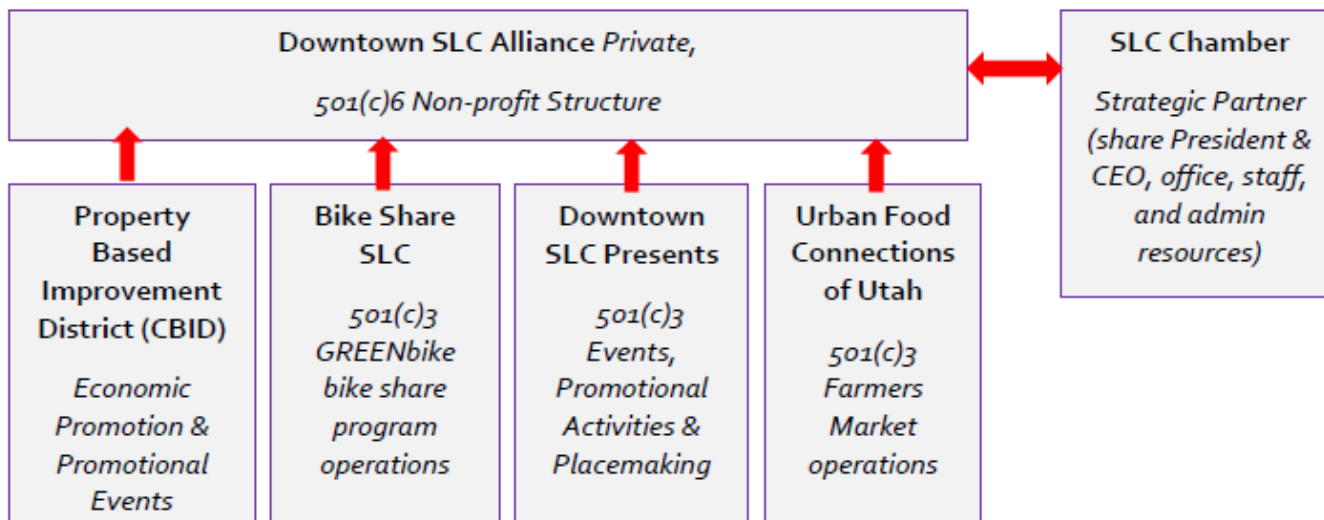 Downtown SLC Alliance Private,
501(c)6 Non-profit Structure
SLC Chamber
Strategic Partner
(share President &
CEO, office, staff,
and admin
resources)
Property
Based
Improvement
District (CBID)
Economic
Promotion &
Promotional
Events
Bike Share
SLC
501(c)3
GREENbike
bike share
program
operations
Downtown
SLC Presents
501(c)3
Events,
Promotional
Activities &
Placemaking
Urban Food
Connections
of Utah
501(c)3
Farmers
Market
operations